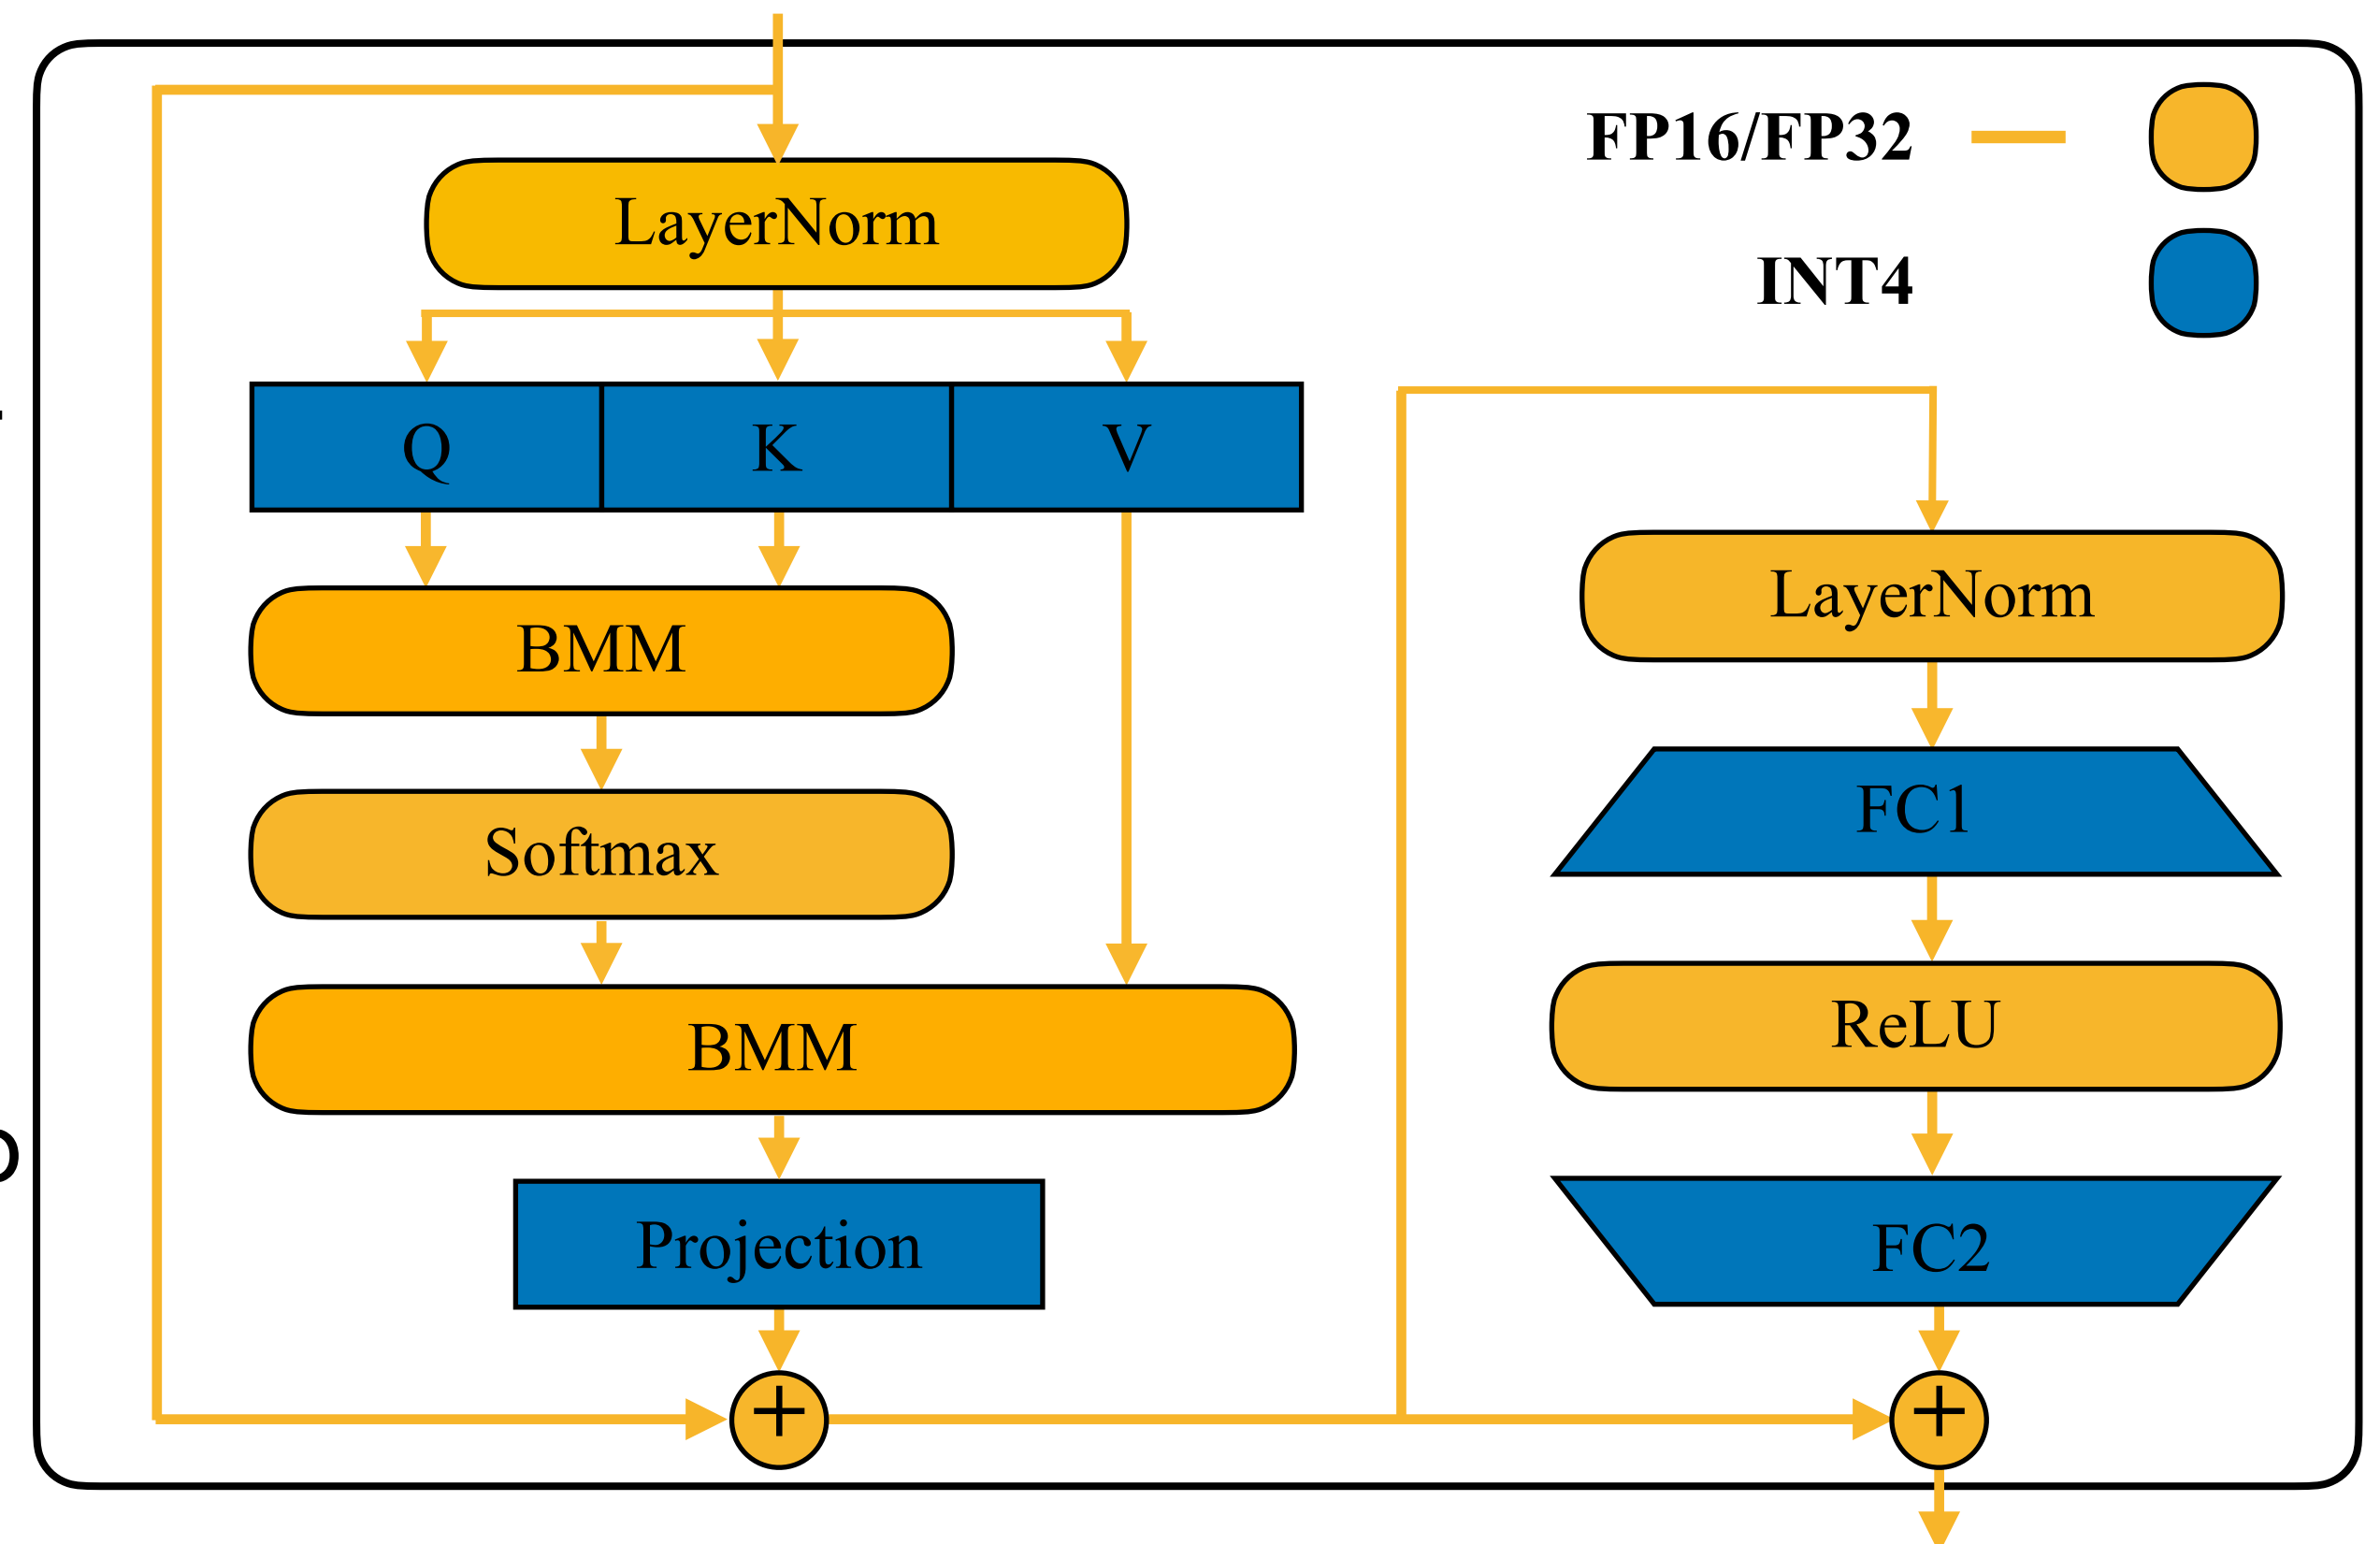 FP16/FP32
INT4
LayerNorm
Q K V
BMM
Softmax
BMM
Projection
+
LayerNorm
FC1
ReLU
FC2
+